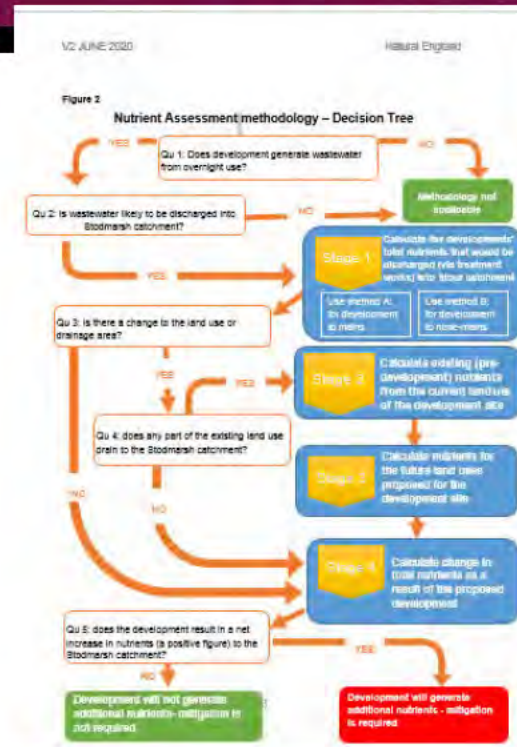 V2 JUNE 2020
Natural England
Figure 2
Nutrient Assessment methodology – Decision Tree
YES
NO
Qu 1: Does development generate wastewater
from overnight use?
Methodology not
applicable
Qu 2: Is wastewater likely to be discharged into
Stodmarsh catchment?
NO
YES
Stage 1
Calculate the developments'
total nutrients that would be
discharged (via treatment
works) into Stour catchment
Use method A:
for development
to mains
Use method B:
for development
to none-mains
Qu 3: Is there a change to the land use or
drainage area?
YES
YES
Stage
Calculate existing (pre-
development) nutrients
from the current land use
of the development site
Qu 4: does any part of the existing land use
drain to the Stodmarsh catchment?
NO
NO
Stage
Calculate nutrients for
the future land uses
proposed for the
development site
Stage 4
Calculate change in
total nutrients as a
result of the proposed
development
Qu 5: does the development result in a net
increase in nutrients (a positive figure) to the
Stodmarsh catchment?
YES
NO
Development will not generate
additional nutrients- mitigation is
not required
Development will generate
additional nutrients - mitigation
is required